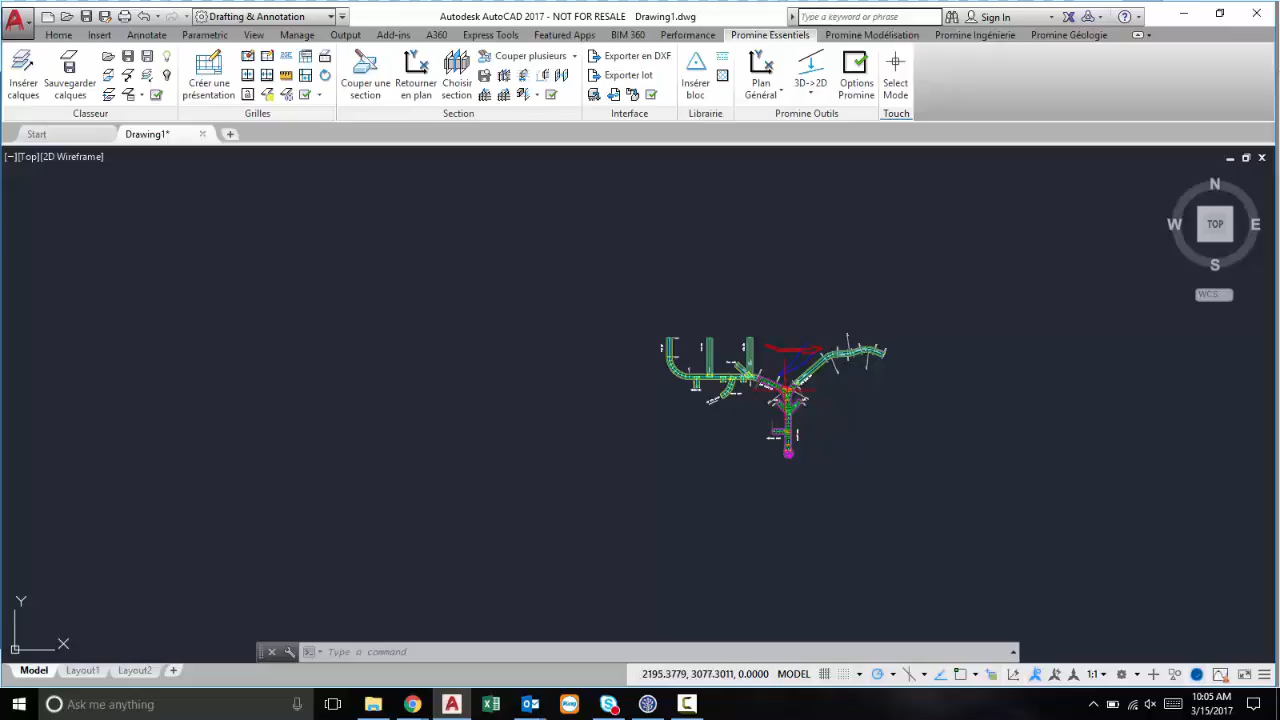 Drafting & Annotation
Autodesk AutoCAD 2017 - NOT FOR RESALE Drawing1.dwg
Type a keyword or phrase
Sign In
Home Insert Annotate Parametric View Manage Output Add-ins A360 Express Tools Featured Apps BIM 360 Performance Promine Essentiels Promine Modélisation Promine Ingénierie Promine Géologie
Insérer calques
Sauvegarder calques
Classeur
Créer une présentation
Grilles
Couper une section
Retourner en plan
Choisir section
Couper plusieurs
Section
Exporter en DXF
Exporter lot
Interface
Insérer bloc
Librairie
Plan Général
3D->2D
Options Promine
Promine Outils
Select Mode
Touch
Start
Drawing1*
[−][Top][2D Wireframe]
N
W TOP E
S
WCS
Y
X
Type a command
Model Layout1 Layout2
2195.3779, 3077.3011, 0.0000 MODEL
1:1
Ask me anything
10:05 AM
3/15/2017